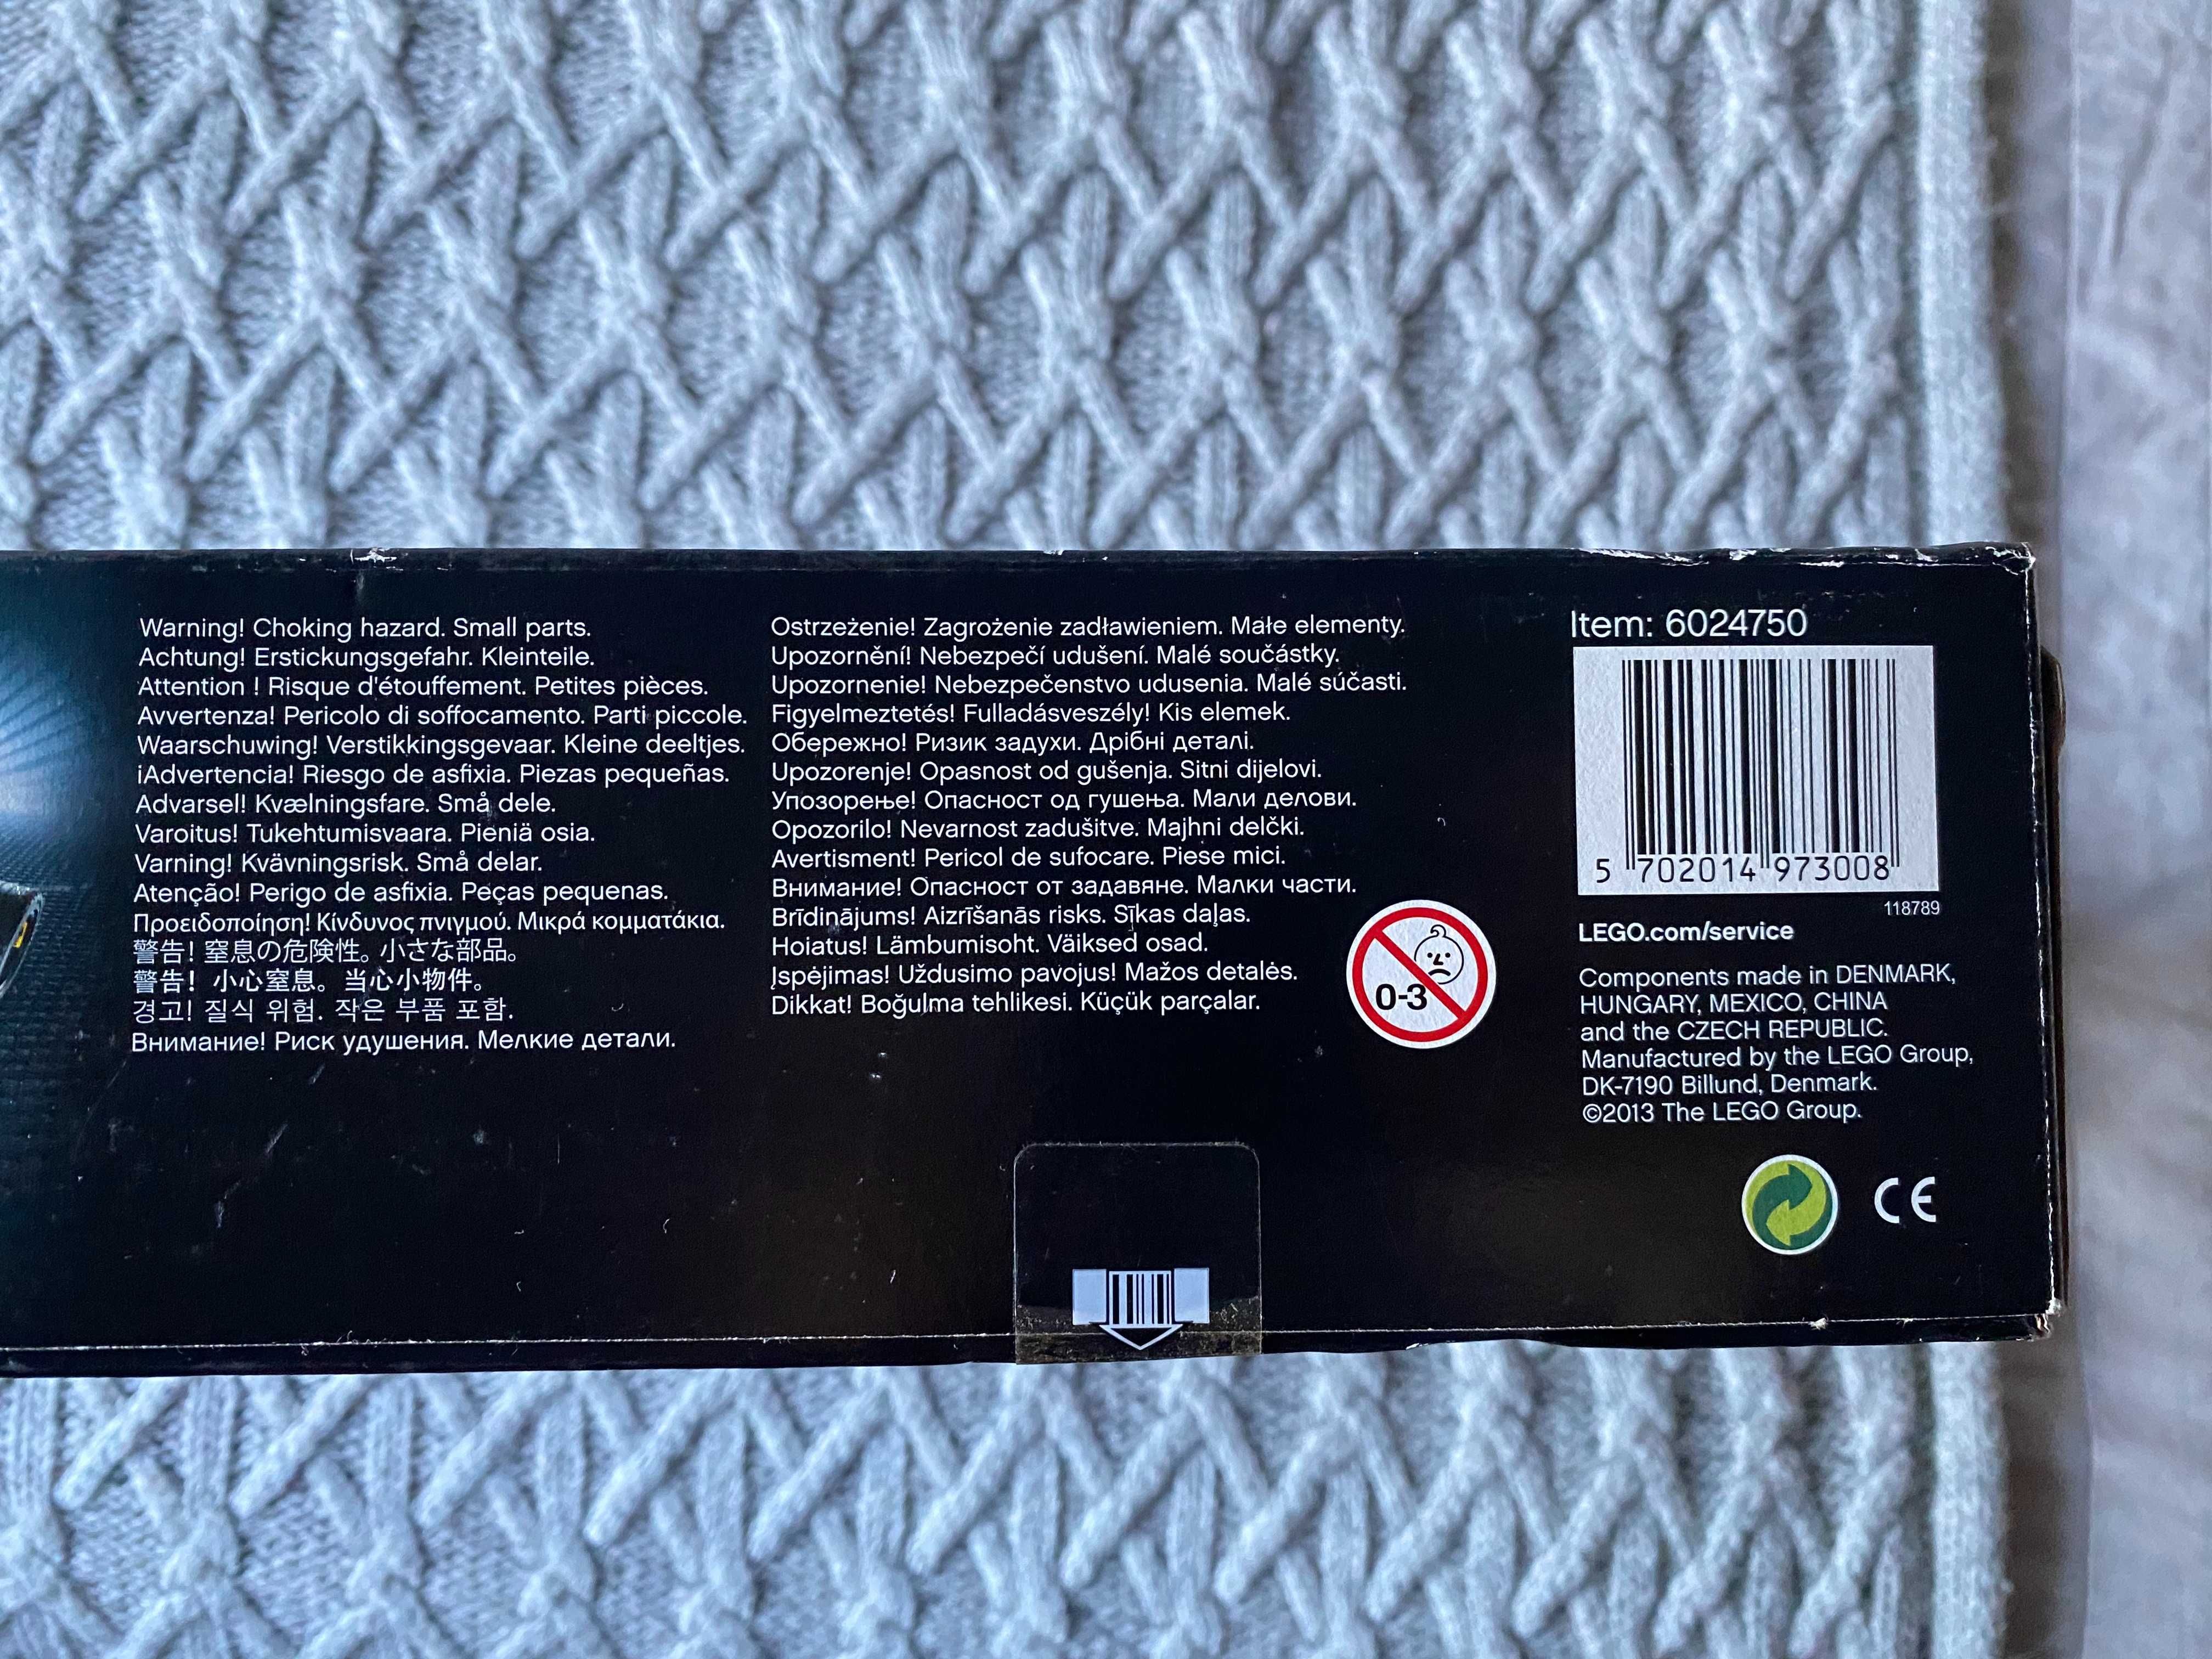 Warning! Choking hazard. Small parts.
Achtung! Erstickungsgefahr. Kleinteile.
Attention ! Risque d'étouffement. Petites pièces.
Avvertenza! Pericolo di soffocamento. Parti piccole.
Waarschuwing! Verstikkingsgevaar. Kleine deeltjes.
¡Advertencia! Riesgo de asfixia. Piezas pequeñas.
Advarsel! Kvælningsfare. Små dele.
Varoitus! Tukehtumisvaara. Pieniä osia.
Varning! Kvävningsrisk. Små delar.
Atenção! Perigo de asfixia. Peças pequenas.
Προειδοποίηση! Κίνδυνος πνιγμού. Μικρά κομματάκια.
警告! 窒息の危険性。小さな部品。
警告! 小心窒息。当心小物件。
경고! 질식 위험. 작은 부품 포함.
Внимание! Риск удушения. Мелкие детали.
Ostrzeżenie! Zagrożenie zadławieniem. Małe elementy.
Upozornění! Nebezpečí udušení. Malé součástky.
Upozornenie! Nebezpečenstvo udusenia. Malé súčasti.
Figyelmeztetés! Fulladásveszély! Kis elemek.
Обережно! Ризик задухи. Дрібні деталі.
Upozorenje! Opasnost od gušenja. Sitni dijelovi.
Упозорење! Опасност од гушења. Мали делови.
Opozorilo! Nevarnost zadušitve. Majhni delčki.
Avertisment! Pericol de sufocare. Piese mici.
Внимание! Опасност от задавяне. Малки части.
Brīdinājums! Aizrīšanās risks. Sīkas daļas.
Hoiatus! Lämbumisoht. Väiksed osad.
Įspėjimas! Uždusimo pavojus! Mažos detalės.
Dikkat! Boğulma tehlikesi. Küçük parçalar.
0-3
Item: 6024750
5 702014 973008
118789
LEGO.com/service
Components made in DENMARK,
HUNGARY, MEXICO, CHINA
and the CZECH REPUBLIC.
Manufactured by the LEGO Group,
DK-7190 Billund, Denmark.
©2013 The LEGO Group.
CE